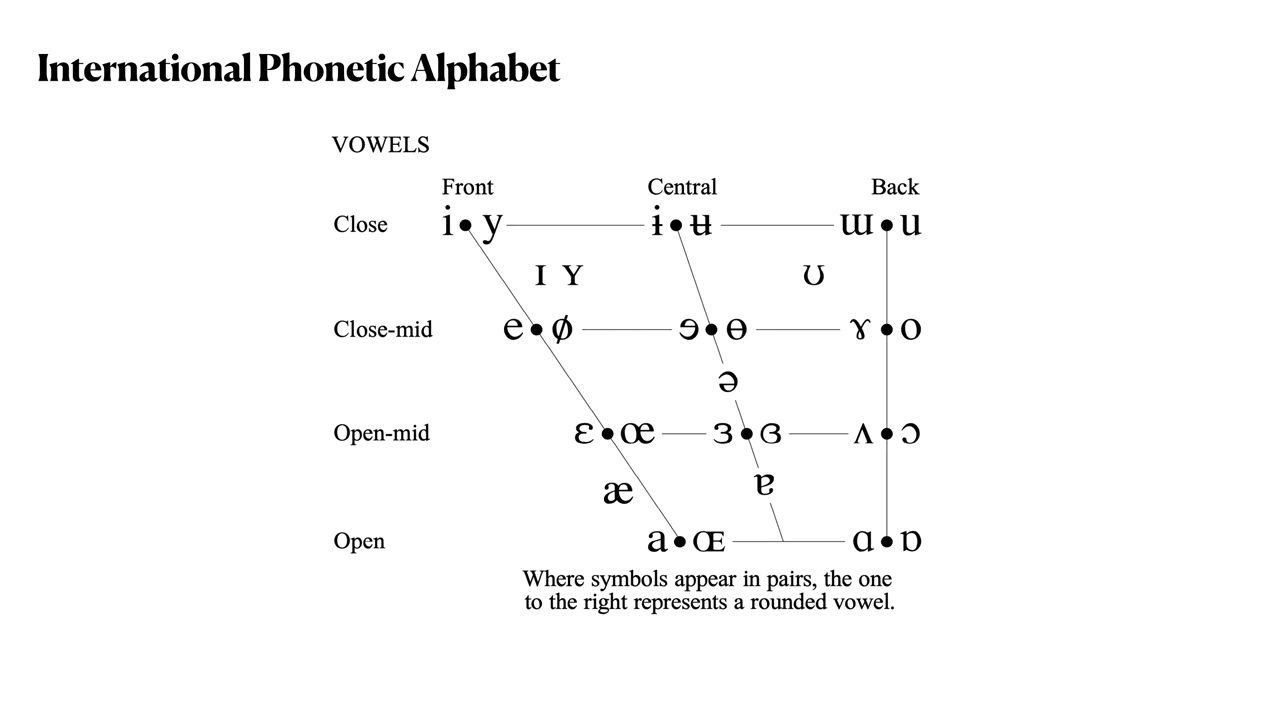 International Phonetic Alphabet
VOWELS
Front Central Back
Close i y ɨ ʉ ɯ u
ɪ ʏ ʊ
Close-mid e ø ɘ ɵ ɤ o
ə
Open-mid ɛ œ ɜ ɞ ʌ ɔ
æ ɐ
Open a ɶ ɑ ɒ
Where symbols appear in pairs, the one
to the right represents a rounded vowel.